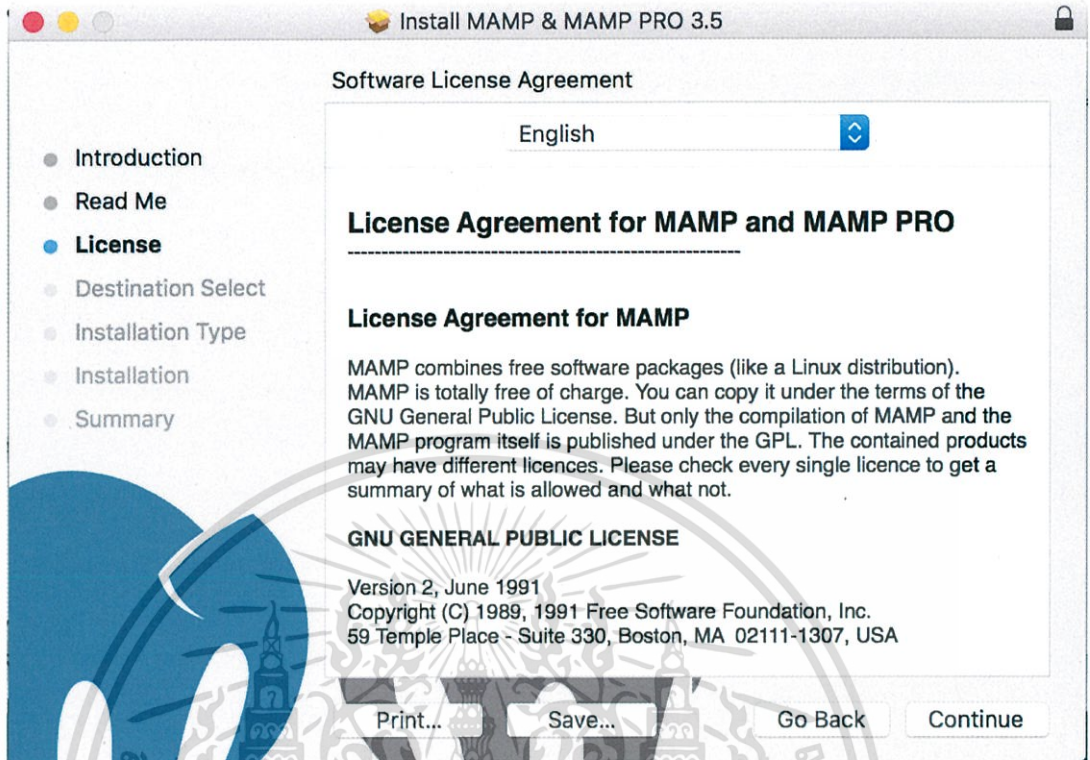 Install MAMP & MAMP PRO 3.5
Software License Agreement
English
Introduction
Read Me
License
Destination Select
Installation Type
Installation
Summary
License Agreement for MAMP and MAMP PRO
----------------------------------------------------------
License Agreement for MAMP
MAMP combines free software packages (like a Linux distribution).
MAMP is totally free of charge. You can copy it under the terms of the
GNU General Public License. But only the compilation of MAMP and the
MAMP program itself is published under the GPL. The contained products
may have different licences. Please check every single licence to get a
summary of what is allowed and what not.
GNU GENERAL PUBLIC LICENSE
Version 2, June 1991
Copyright (C) 1989, 1991 Free Software Foundation, Inc.
59 Temple Place - Suite 330, Boston, MA  02111-1307, USA
Print...
Save...
Go Back
Continue